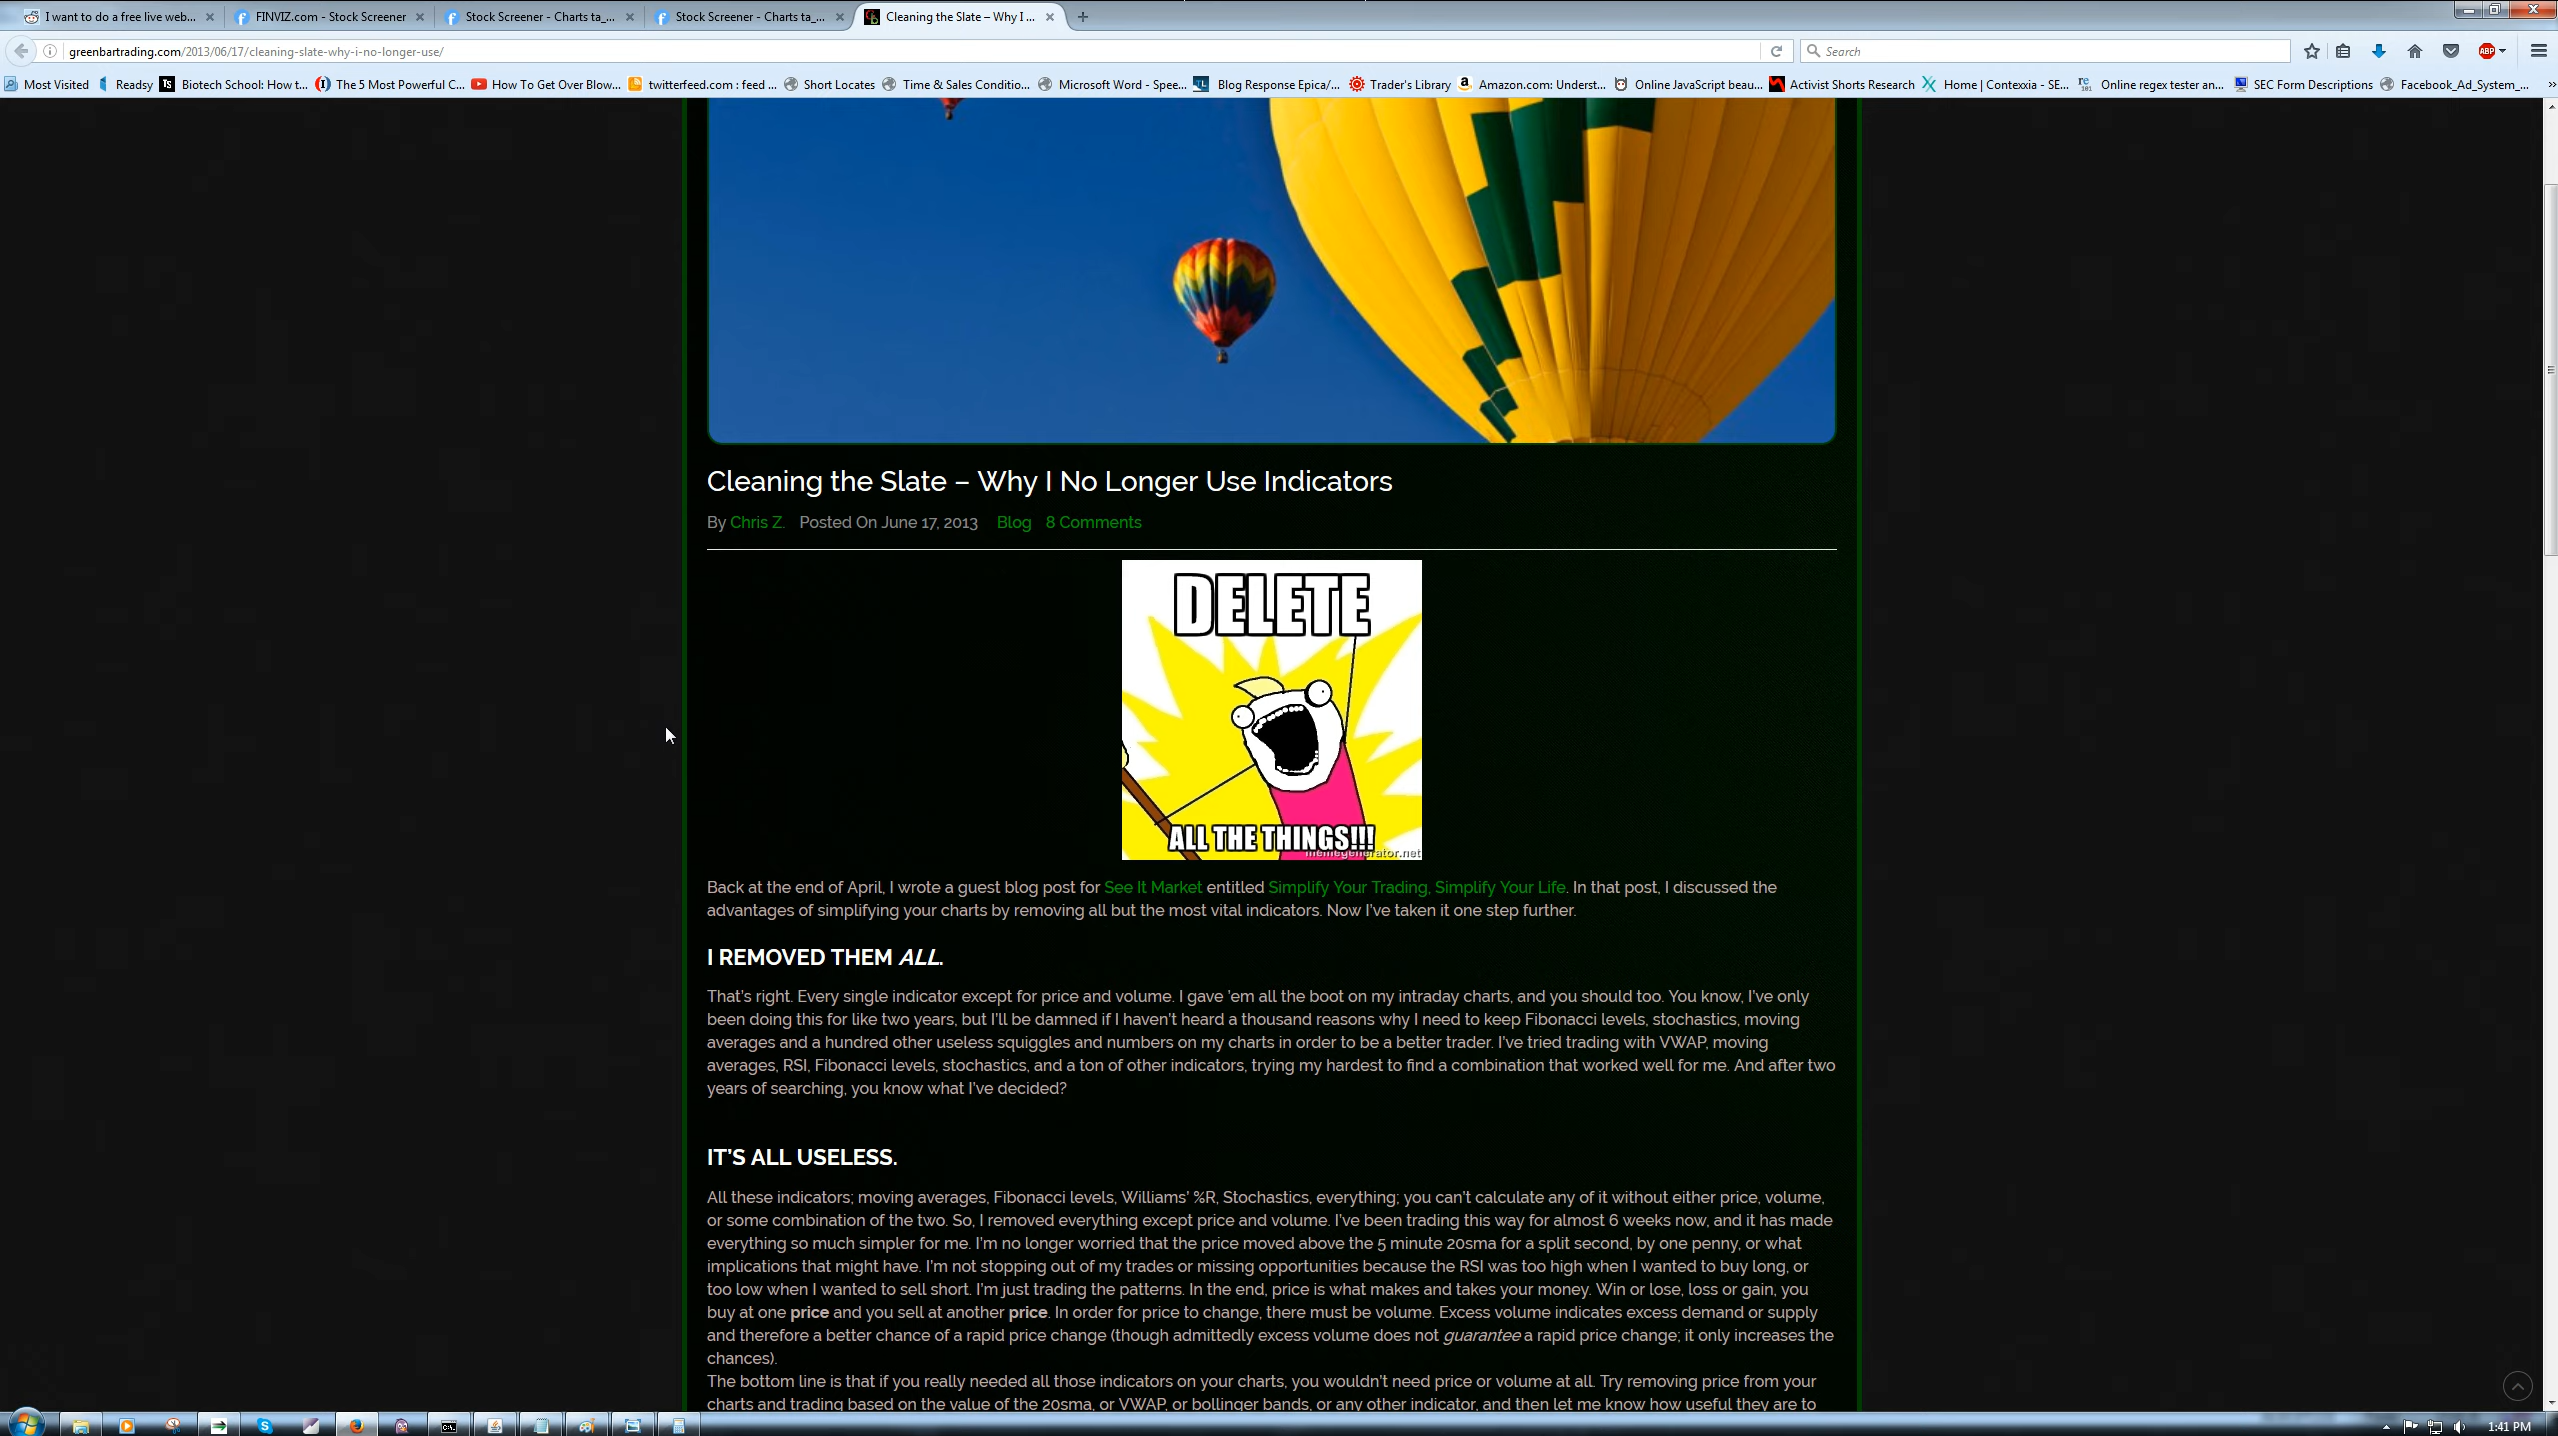 I want to do a free live web...
FINVIZ.com - Stock Screener
Stock Screener - Charts ta_...
Stock Screener - Charts ta_...
Cleaning the Slate – Why I ...
greenbartrading.com/2013/06/17/cleaning-slate-why-i-no-longer-use/
Search
ABP
Most Visited
Readsy
Biotech School: How t...
The 5 Most Powerful C...
How To Get Over Blow...
twitterfeed.com : feed ...
Short Locates
Time & Sales Conditio...
Microsoft Word - Spee...
Blog Response Epica/...
Trader's Library
Amazon.com: Underst...
Online JavaScript beau...
Activist Shorts Research
Home | Contexxia - SE...
Online regex tester an...
SEC Form Descriptions
Facebook_Ad_System_...
Cleaning the Slate – Why I No Longer Use Indicators
By Chris Z. Posted On June 17, 2013 Blog 8 Comments
DELETE
ALL THE THINGS!!!
memegenerator.net
Back at the end of April, I wrote a guest blog post for See It Market entitled Simplify Your Trading, Simplify Your Life. In that post, I discussed the
advantages of simplifying your charts by removing all but the most vital indicators. Now I've taken it one step further.
I REMOVED THEM ALL.
That's right. Every single indicator except for price and volume. I gave 'em all the boot on my intraday charts, and you should too. You know, I've only
been doing this for like two years, but I'll be damned if I haven't heard a thousand reasons why I need to keep Fibonacci levels, stochastics, moving
averages and a hundred other useless squiggles and numbers on my charts in order to be a better trader. I've tried trading with VWAP, moving
averages, RSI, Fibonacci levels, stochastics, and a ton of other indicators, trying my hardest to find a combination that worked well for me. And after two
years of searching, you know what I've decided?
IT'S ALL USELESS.
All these indicators; moving averages, Fibonacci levels, Williams' %R, Stochastics, everything; you can't calculate any of it without either price, volume,
or some combination of the two. So, I removed everything except price and volume. I've been trading this way for almost 6 weeks now, and it has made
everything so much simpler for me. I'm no longer worried that the price moved above the 5 minute 20sma for a split second, by one penny, or what
implications that might have. I'm not stopping out of my trades or missing opportunities because the RSI was too high when I wanted to buy long, or
too low when I wanted to sell short. I'm just trading the patterns. In the end, price is what makes and takes your money. Win or lose, loss or gain, you
buy at one price and you sell at another price. In order for price to change, there must be volume. Excess volume indicates excess demand or supply
and therefore a better chance of a rapid price change (though admittedly excess volume does not guarantee a rapid price change; it only increases the
chances).
The bottom line is that if you really needed all those indicators on your charts, you wouldn't need price or volume at all. Try removing price from your
charts and trading based on the value of the 20sma, or VWAP, or bollinger bands, or any other indicator, and then let me know how useful they are to
1:41 PM